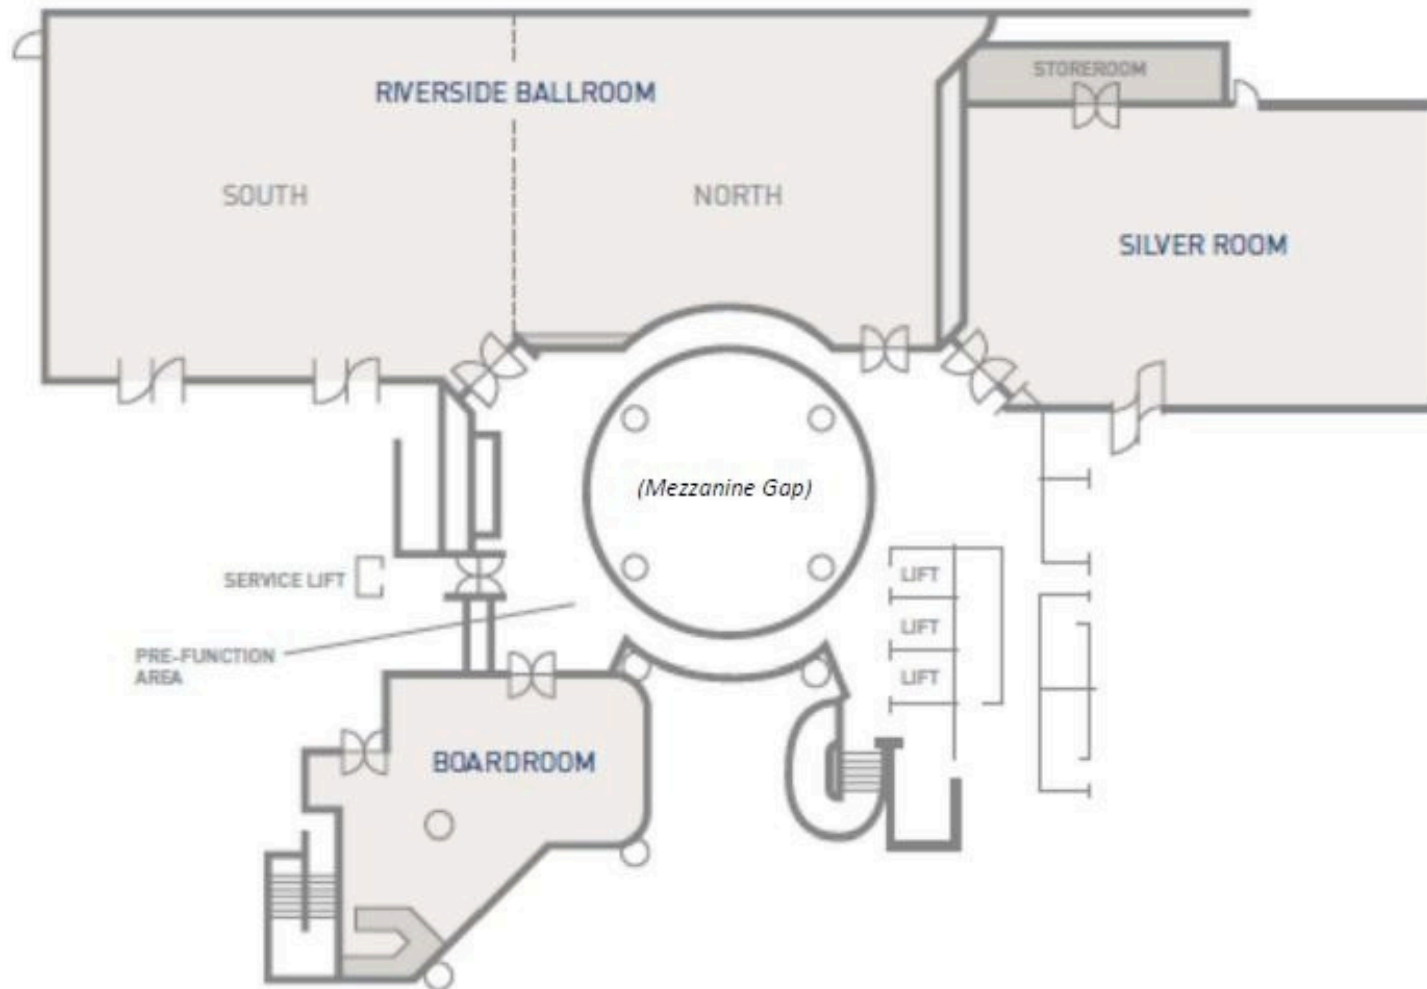 STOREROOM
RIVERSIDE BALLROOM
SOUTH
NORTH
SILVER ROOM
(Mezzanine Gap)
SERVICE LIFT
LIFT
LIFT
PRE-FUNCTION
AREA
LIFT
BOARDROOM